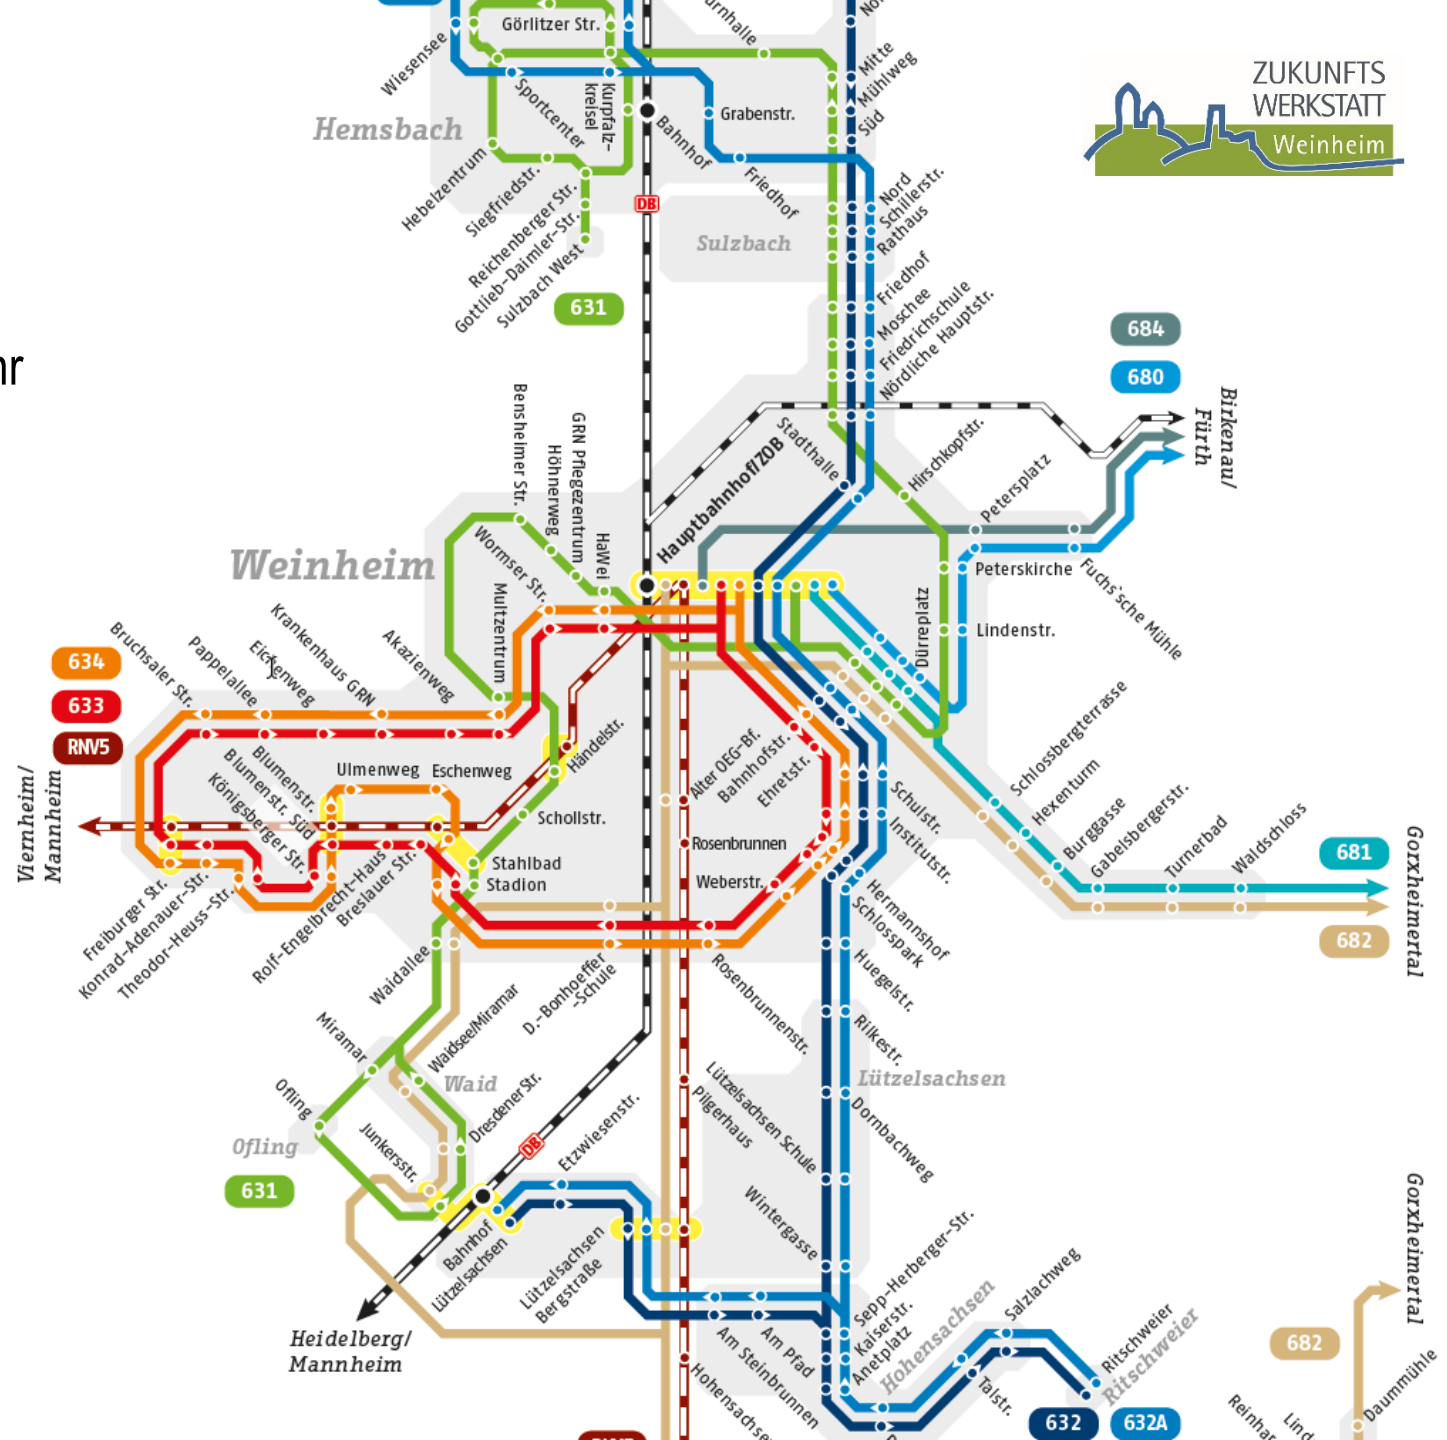 ZUKUNFTS
WERKSTATT
Weinheim
Görlitzer Str.
Wiesensee
Sportcenter
Kurpfalz-
kreisel
Grabenstr.
Bahnhof
Friedhof
Hemsbach
Hebelzentrum
Siegfriedstr.
Reichenberger Str.
Gottlieb-Daimler-Str.
Sulzbach West
DB
Mitte
Mühlweg
Süd
Nord
Schillerstr.
Rathaus
Sulzbach
631
Friedhof
Moschee
Friedrichschule
Nördliche Hauptstr.
684
680
Birkenau/
Fürth
Stadthalle
Hirschkopfstr.
Petersplatz
Hauptbahnhof/ZOB
Bensheimer Str.
Höhnerweg
GRN Pflegezentrum
HaWei
Wormser Str.
Multzentrum
Weinheim
Peterskirche
Fuchs`sche Mühle
Lindenstr.
Dürreplatz
634
633
RNV5
Bruchsaler Str.
Pappelallee
Eichenweg
Krankenhaus GRN
Akazienweg
Viernheim/
Mannheim
Blumenstr.
Blumenstr. Süd
Königsberger Str.
Ulmenweg
Eschenweg
Händelstr.
Schollstr.
Stahlbad
Stadion
Freiburger Str.
Konrad-Adenauer-Str.
Theodor-Heuss-Str.
Rolf-Engelbrecht-Haus
Breslauer Str.
Alter OEG-Bf.
Bahnhofstr.
Ehretstr.
Rosenbrunnen
Weberstr.
Schulstr.
Institutstr.
Hermannshof
Schlosspark
Huegelstr.
Rilkestr.
Schlossbergterrasse
Hexenturm
Burggasse
Gabelsbergerstr.
Turnerbad
Waldschloss
681
682
Gorxheimertal
Waidallee
D.-Bonhoeffer
-Schule
Rosenbrunnenstr.
Miramar
Waidsee/Miramar
Waid
Ofling
Ofling
631
Junkersstr.
Dresdener Str.
DB
Etzwiesenstr.
Pilgerhaus
Lützelsachsen Schule
Lützelsachsen
Dornbachweg
Wintergasse
Bahnhof
Lützelsachsen
Lützelsachsen
Bergstraße
Heidelberg/
Mannheim
Am Steinbrunnen
Am Pfad
Sepp-Herberger-Str.
Kaiserstr.
Anetplatz
Hohensachsen
Salzlachweg
Talstr.
Ritschweier
Ritschweier
632
632A
682
Gorxheimertal
Daummühle